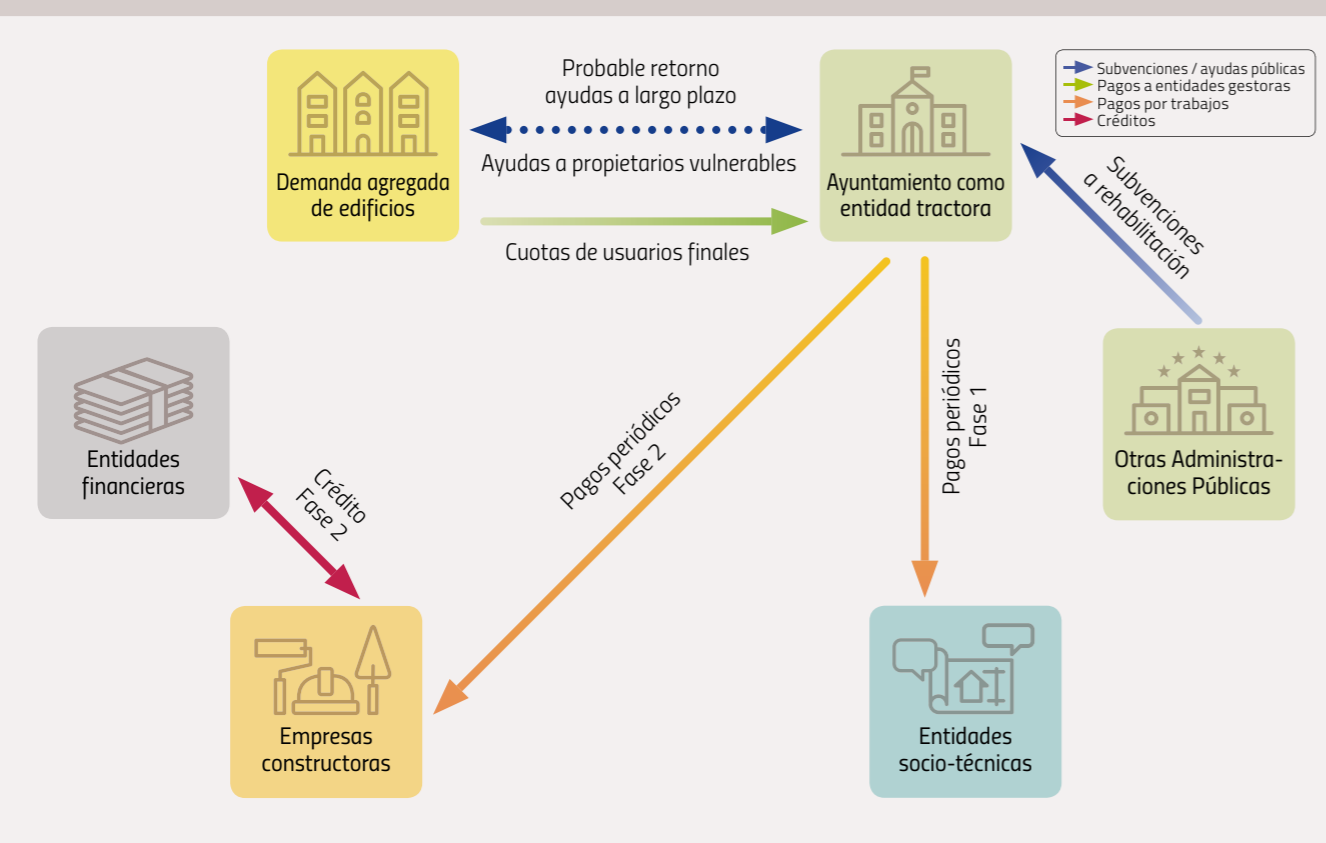 Probable retorno
ayudas a largo plazo
Ayudas a propietarios vulnerables
Demanda agregada
de edificios
Ayuntamiento como
entidad tractora
Cuotas de usuarios finales
Subvenciones / ayudas públicas
Pagos a entidades gestoras
Pagos por trabajos
Créditos
Subvenciones
a rehabilitación
Entidades
financieras
Crédito
Fase 2
Pagos periódicos
Fase 2
Pagos periódicos
Fase 1
Otras Administra-
ciones Públicas
Empresas
constructoras
Entidades
socio-técnicas